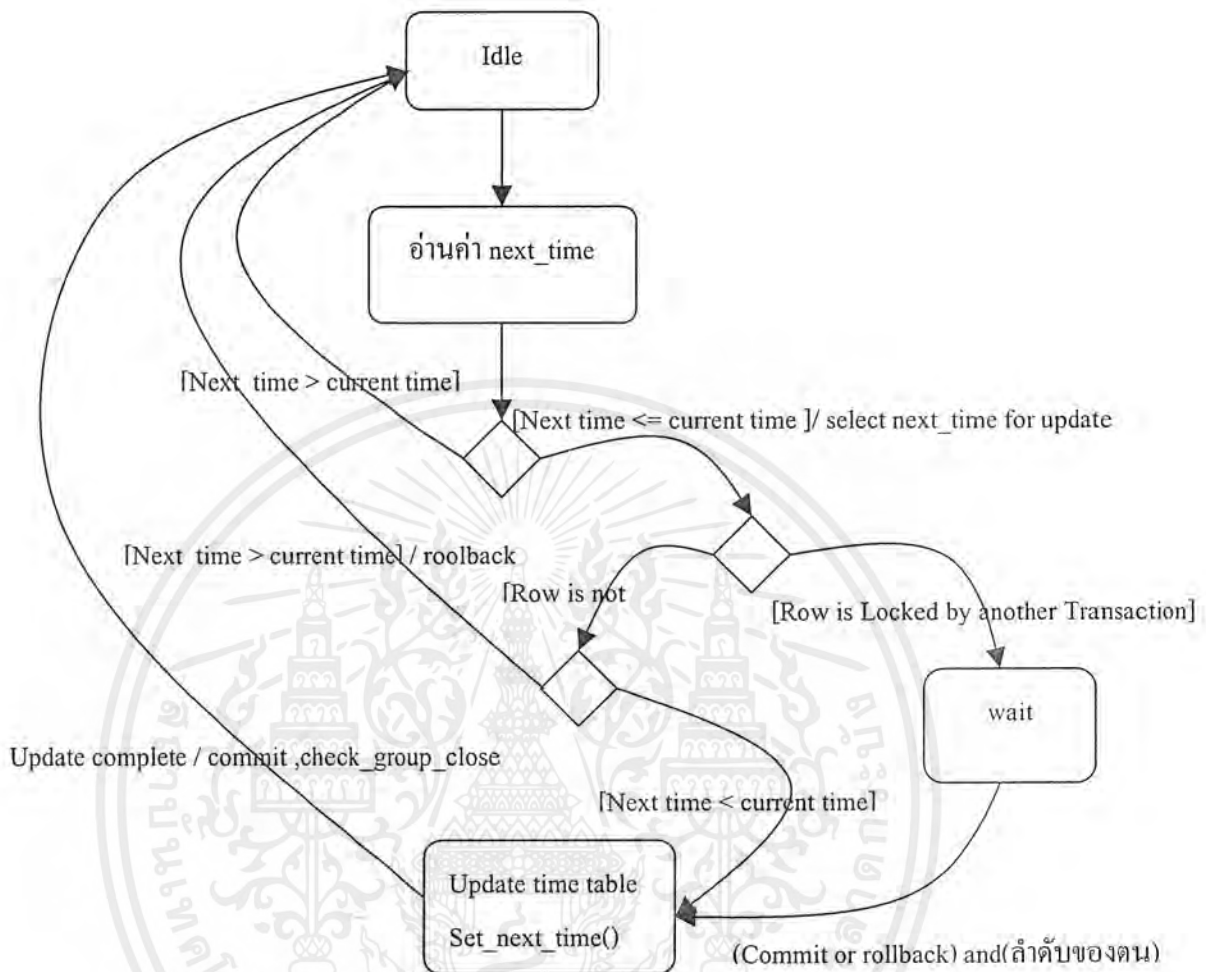 Idle
อ่านค่า next_time
[Next time > current time]
[Next time <= current time ]/ select next_time for update
[Next time > current time] / roolback
[Row is not
[Row is Locked by another Transaction]
wait
Update complete / commit ,check_group_close
[Next time < current time]
Update time table
Set_next_time()
(Commit or rollback) and(ลำดับของตน)